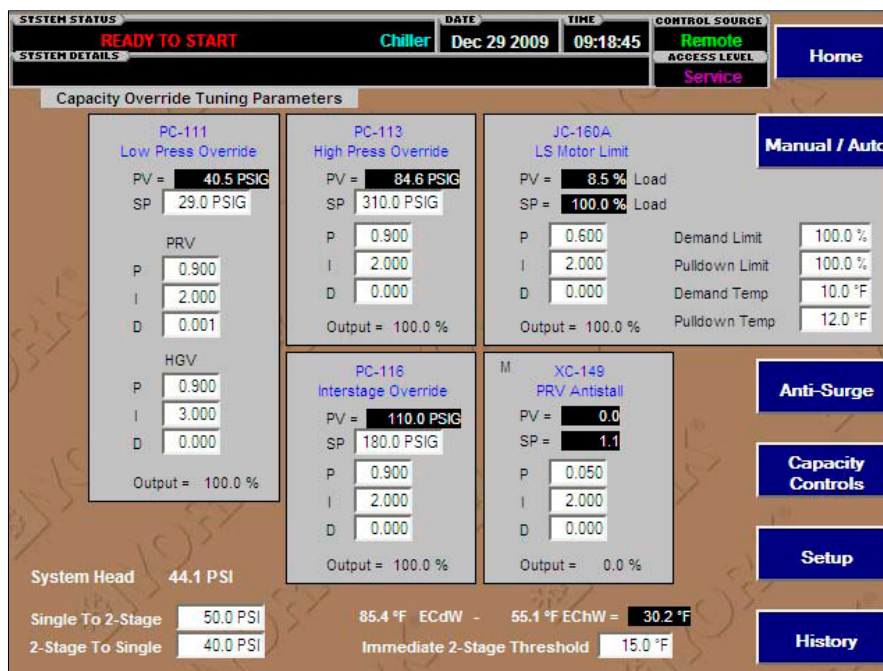 SYSTEM STATUS DATE TIME CONTROL SOURCE
READY TO START Chiller Dec 29 2009 09:18:45 Remote
SYSTEM DETAILS ACCESS LEVEL
Service
Home
Capacity Override Tuning Parameters
Manual / Auto
PC-111
Low Press Override
PV = 40.5 PSIG
SP 29.0 PSIG
PRV
P 0.900
I 2.000
D 0.001
HGV
P 0.900
I 3.000
D 0.000
Output = 100.0 %
PC-113
High Press Override
PV = 84.6 PSIG
SP 310.0 PSIG
P 0.900
I 2.000
D 0.000
Output = 100.0 %
JC-160A
LS Motor Limit
PV = 8.5 % Load
SP = 100.0 % Load
P 0.600
I 2.000
D 0.000
Output = 100.0 %
Demand Limit 100.0 %
Pulldown Limit 100.0 %
Demand Temp 10.0 °F
Pulldown Temp 12.0 °F
PC-116
Interstage Override
PV = 110.0 PSIG
SP 180.0 PSIG
P 0.900
I 2.000
D 0.000
Output = 100.0 %
M XC-149
PRV Antistall
PV = 0.0
SP = 1.1
P 0.050
I 2.000
D 0.000
Output = 0.0 %
Anti-Surge
Capacity
Controls
Setup
History
System Head 44.1 PSI
Single To 2-Stage 50.0 PSI
2-Stage To Single 40.0 PSI
85.4 °F ECdW - 55.1 °F EChW = 30.2 °F
Immediate 2-Stage Threshold 15.0 °F
YORK